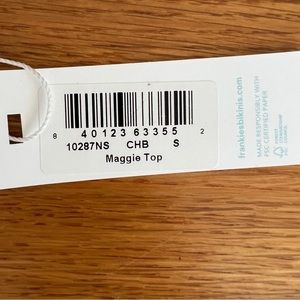 8 40123 63355 2
10287NS CHB S
Maggie Top
frankiesbikinis.com
MADE RESPONSIBLY WITH
FSC CERTIFIED PAPER